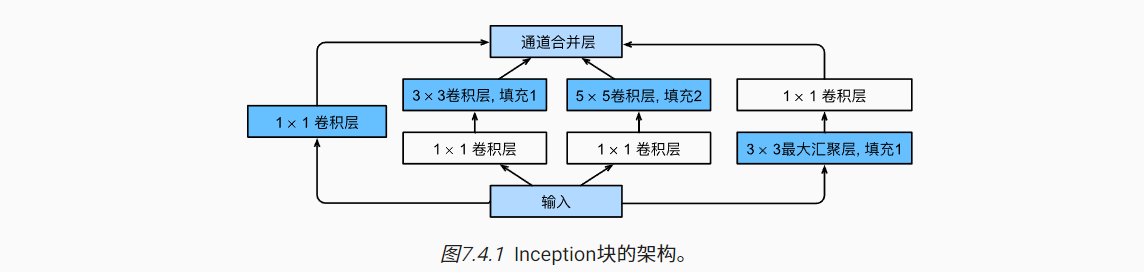 通道合并层
3 × 3卷积层, 填充1
5 × 5卷积层, 填充2
1 × 1 卷积层
1 × 1 卷积层
1 × 1 卷积层
1 × 1 卷积层
3 × 3最大汇聚层, 填充1
输入
图7.4.1 Inception块的架构。